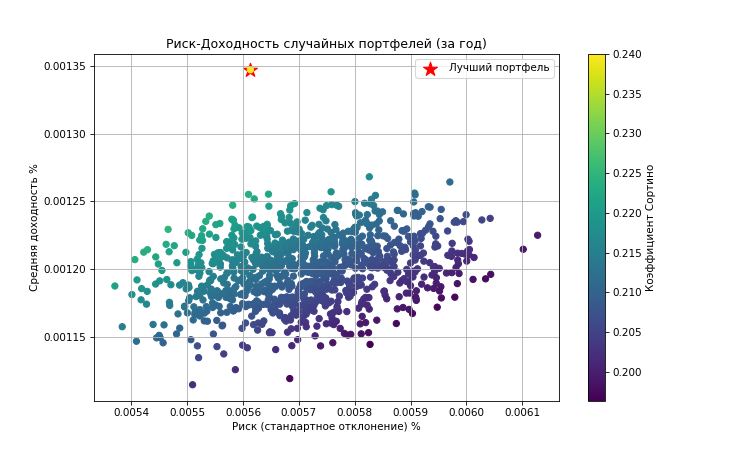 Риск-Доходность случайных портфелей (за год)
Лучший портфель
Средняя доходность %
0.00135
0.00130
0.00125
0.00120
0.00115
0.0054 0.0055 0.0056 0.0057 0.0058 0.0059 0.0060 0.0061
Риск (стандартное отклонение) %
0.240
0.235
0.230
0.225
0.220
0.215
0.210
0.205
0.200
Коэффициент Сортино